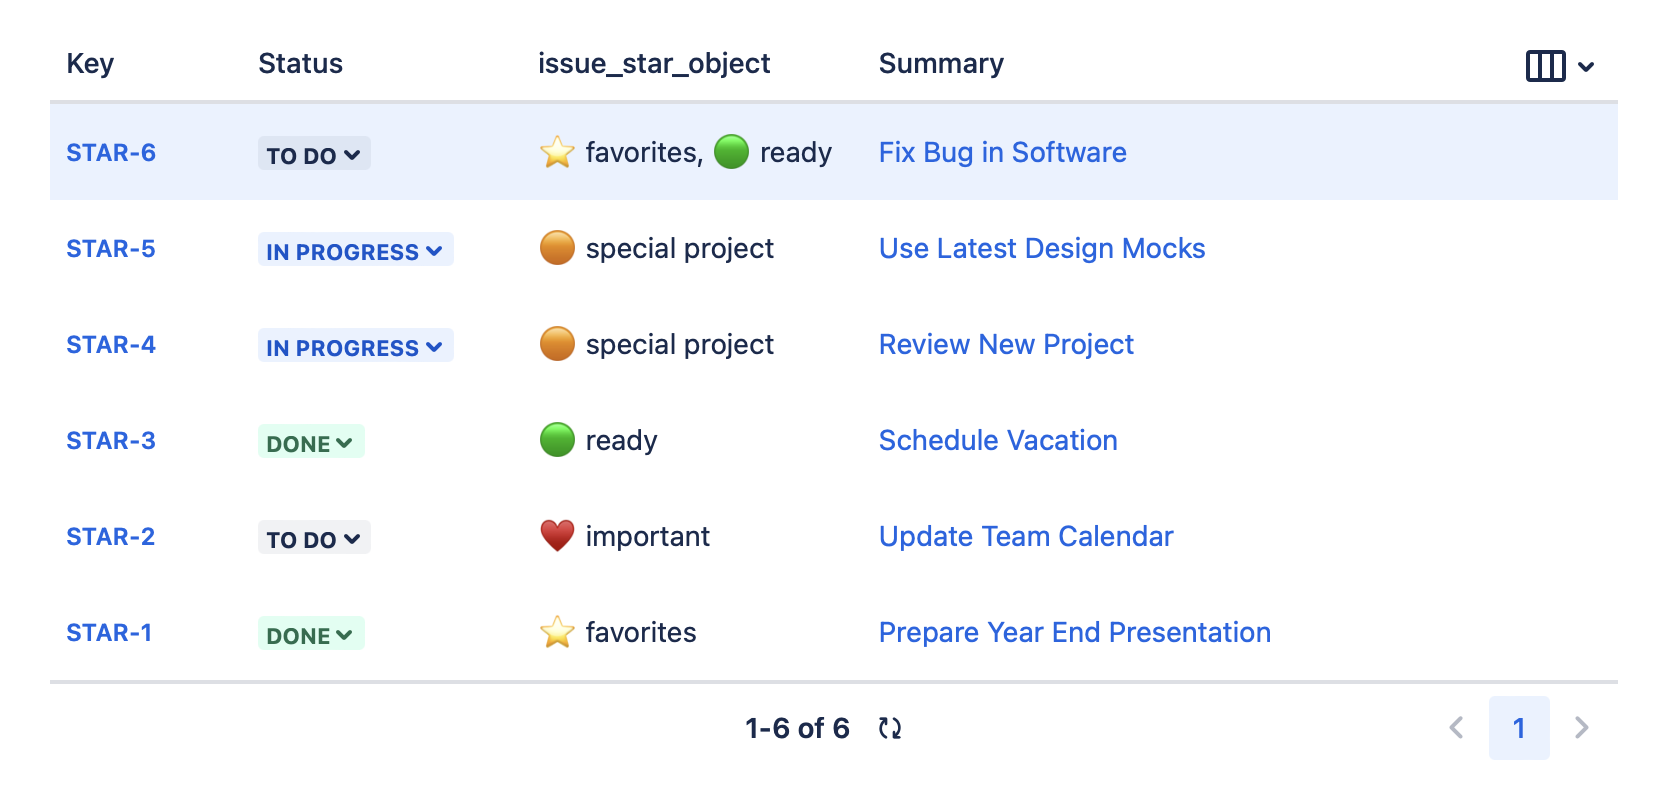 Key Status issue_star_object Summary
STAR-6 TO DO ⭐ favorites, 🟢 ready Fix Bug in Software
STAR-5 IN PROGRESS 🟠 special project Use Latest Design Mocks
STAR-4 IN PROGRESS 🟠 special project Review New Project
STAR-3 DONE 🟢 ready Schedule Vacation
STAR-2 TO DO ❤️ important Update Team Calendar
STAR-1 DONE ⭐ favorites Prepare Year End Presentation
1-6 of 6 1